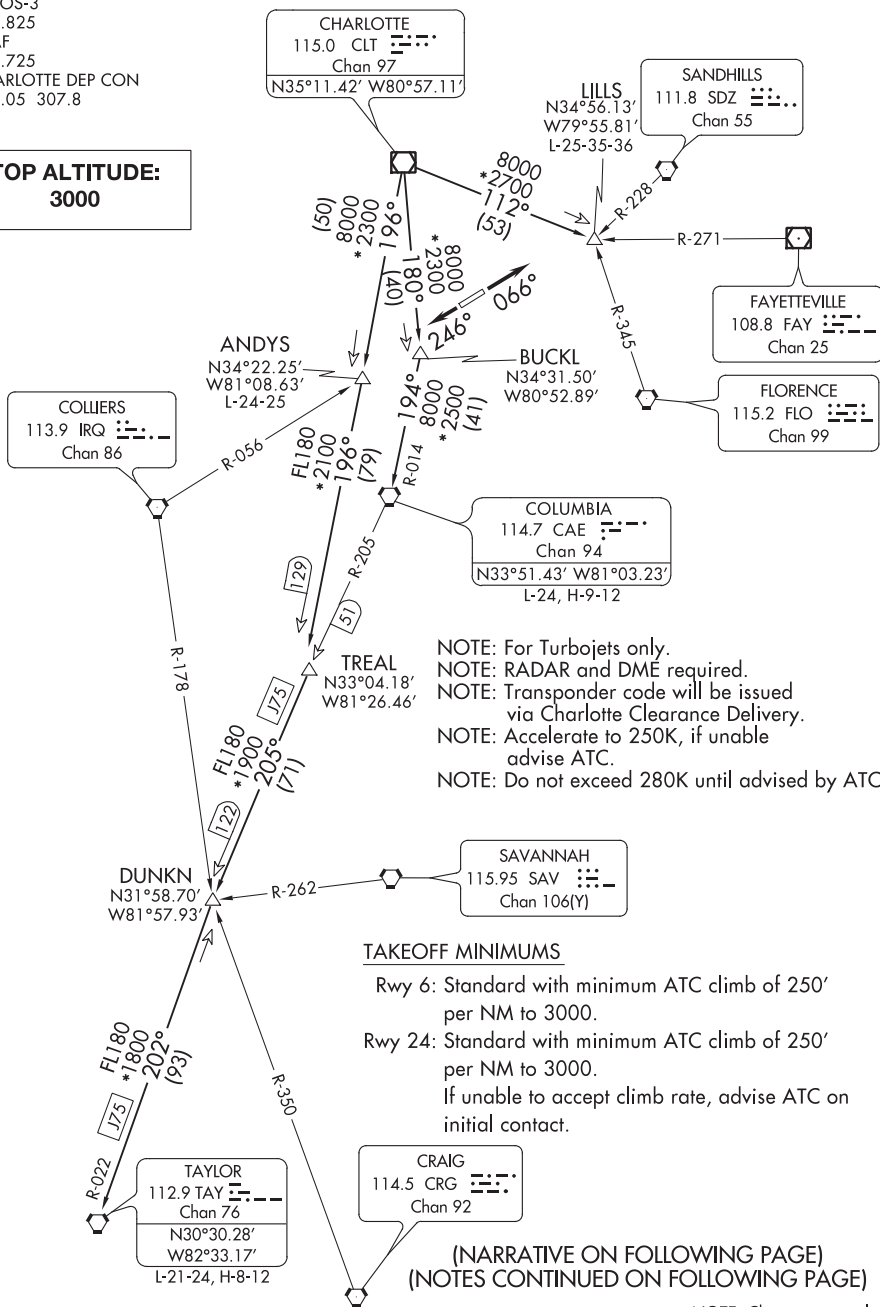 OS-3
.825
.725
ARLOTTE DEP CON
.05 307.8
TOP ALTITUDE:
3000
CHARLOTTE
115.0 CLT
Chan 97
N35°11.42′ W80°57.11′
LILLS
N34°56.13′
W79°55.81′
L-25-35-36
SANDHILLS
111.8 SDZ
Chan 55
8000
*2700
112°
(53)
R-228
R-271
R-345
FAYETTEVILLE
108.8 FAY
Chan 25
FLORENCE
115.2 FLO
Chan 99
(50)
8000
*2300
196°
8000
*2300
180°
(40)
246° 066°
ANDYS
N34°22.25′
W81°08.63′
L-24-25
BUCKL
N34°31.50′
W80°52.89′
COLLIERS
113.9 IRQ
Chan 86
R-056
FL180
*2100
196°
(79)
194°
8000
*2500
(41)
R-014
COLUMBIA
114.7 CAE
Chan 94
N33°51.43′ W81°03.23′
L-24, H-9-12
R-205
129
51
R-178
TREAL
N33°04.18′
W81°26.46′
J75
NOTE: For Turbojets only.
NOTE: RADAR and DME required.
NOTE: Transponder code will be issued
via Charlotte Clearance Delivery.
NOTE: Accelerate to 250K, if unable
advise ATC.
NOTE: Do not exceed 280K until advised by ATC
FL180
*1900
205°
(71)
122
DUNKN
N31°58.70′
W81°57.93′
R-262
SAVANNAH
115.95 SAV
Chan 106(Y)
TAKEOFF MINIMUMS
Rwy 6: Standard with minimum ATC climb of 250′
per NM to 3000.
Rwy 24: Standard with minimum ATC climb of 250′
per NM to 3000.
If unable to accept climb rate, advise ATC on
initial contact.
FL180
*1800
202°
(93)
J75
R-022
R-350
TAYLOR
112.9 TAY
Chan 76
N30°30.28′
W82°33.17′
L-21-24, H-8-12
CRAIG
114.5 CRG
Chan 92
(NARRATIVE ON FOLLOWING PAGE)
(NOTES CONTINUED ON FOLLOWING PAGE)